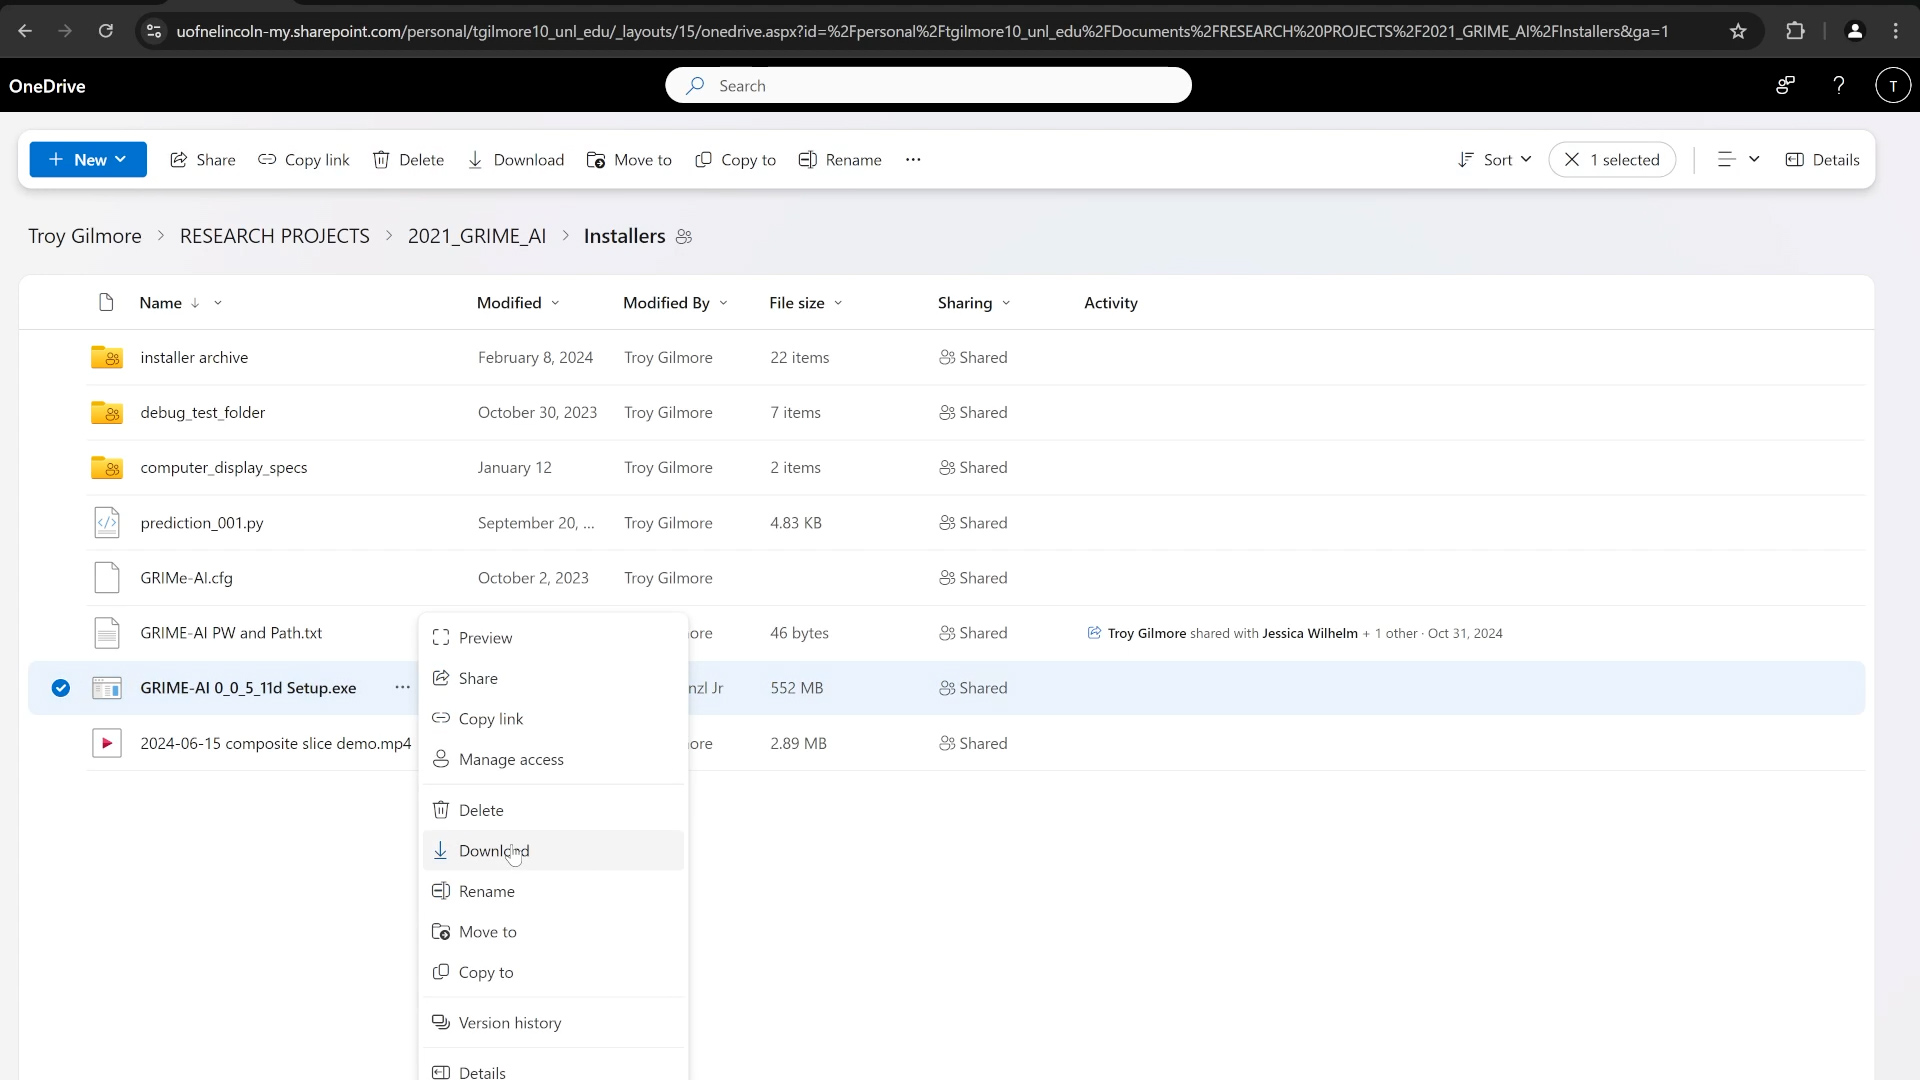 uofnelincoln-my.sharepoint.com/personal/tgilmore10_unl_edu/_layouts/15/onedrive.aspx?id=%2Fpersonal%2Ftgilmore10_unl_edu%2FDocuments%2FRESEARCH%20PROJECTS%2F2021_GRIME_AI%2FInstallers&ga=1
OneDrive Search ? T
New Share Copy link Delete Download Move to Copy to Rename ... Sort 1 selected Details
Troy Gilmore > RESEARCH PROJECTS > 2021_GRIME_AI > Installers
Name Modified Modified By File size Sharing Activity
installer archive February 8, 2024 Troy Gilmore 22 items Shared
debug_test_folder October 30, 2023 Troy Gilmore 7 items Shared
computer_display_specs January 12 Troy Gilmore 2 items Shared
prediction_001.py September 20, ... Troy Gilmore 4.83 KB Shared
GRIMe-AI.cfg October 2, 2023 Troy Gilmore Shared
GRIME-AI PW and Path.txt ore 46 bytes Shared Troy Gilmore shared with Jessica Wilhelm + 1 other · Oct 31, 2024
GRIME-AI 0_0_5_11d Setup.exe ... nzl Jr 552 MB Shared
2024-06-15 composite slice demo.mp4 ore 2.89 MB Shared
Preview
Share
Copy link
Manage access
Delete
Download
Rename
Move to
Copy to
Version history
Details